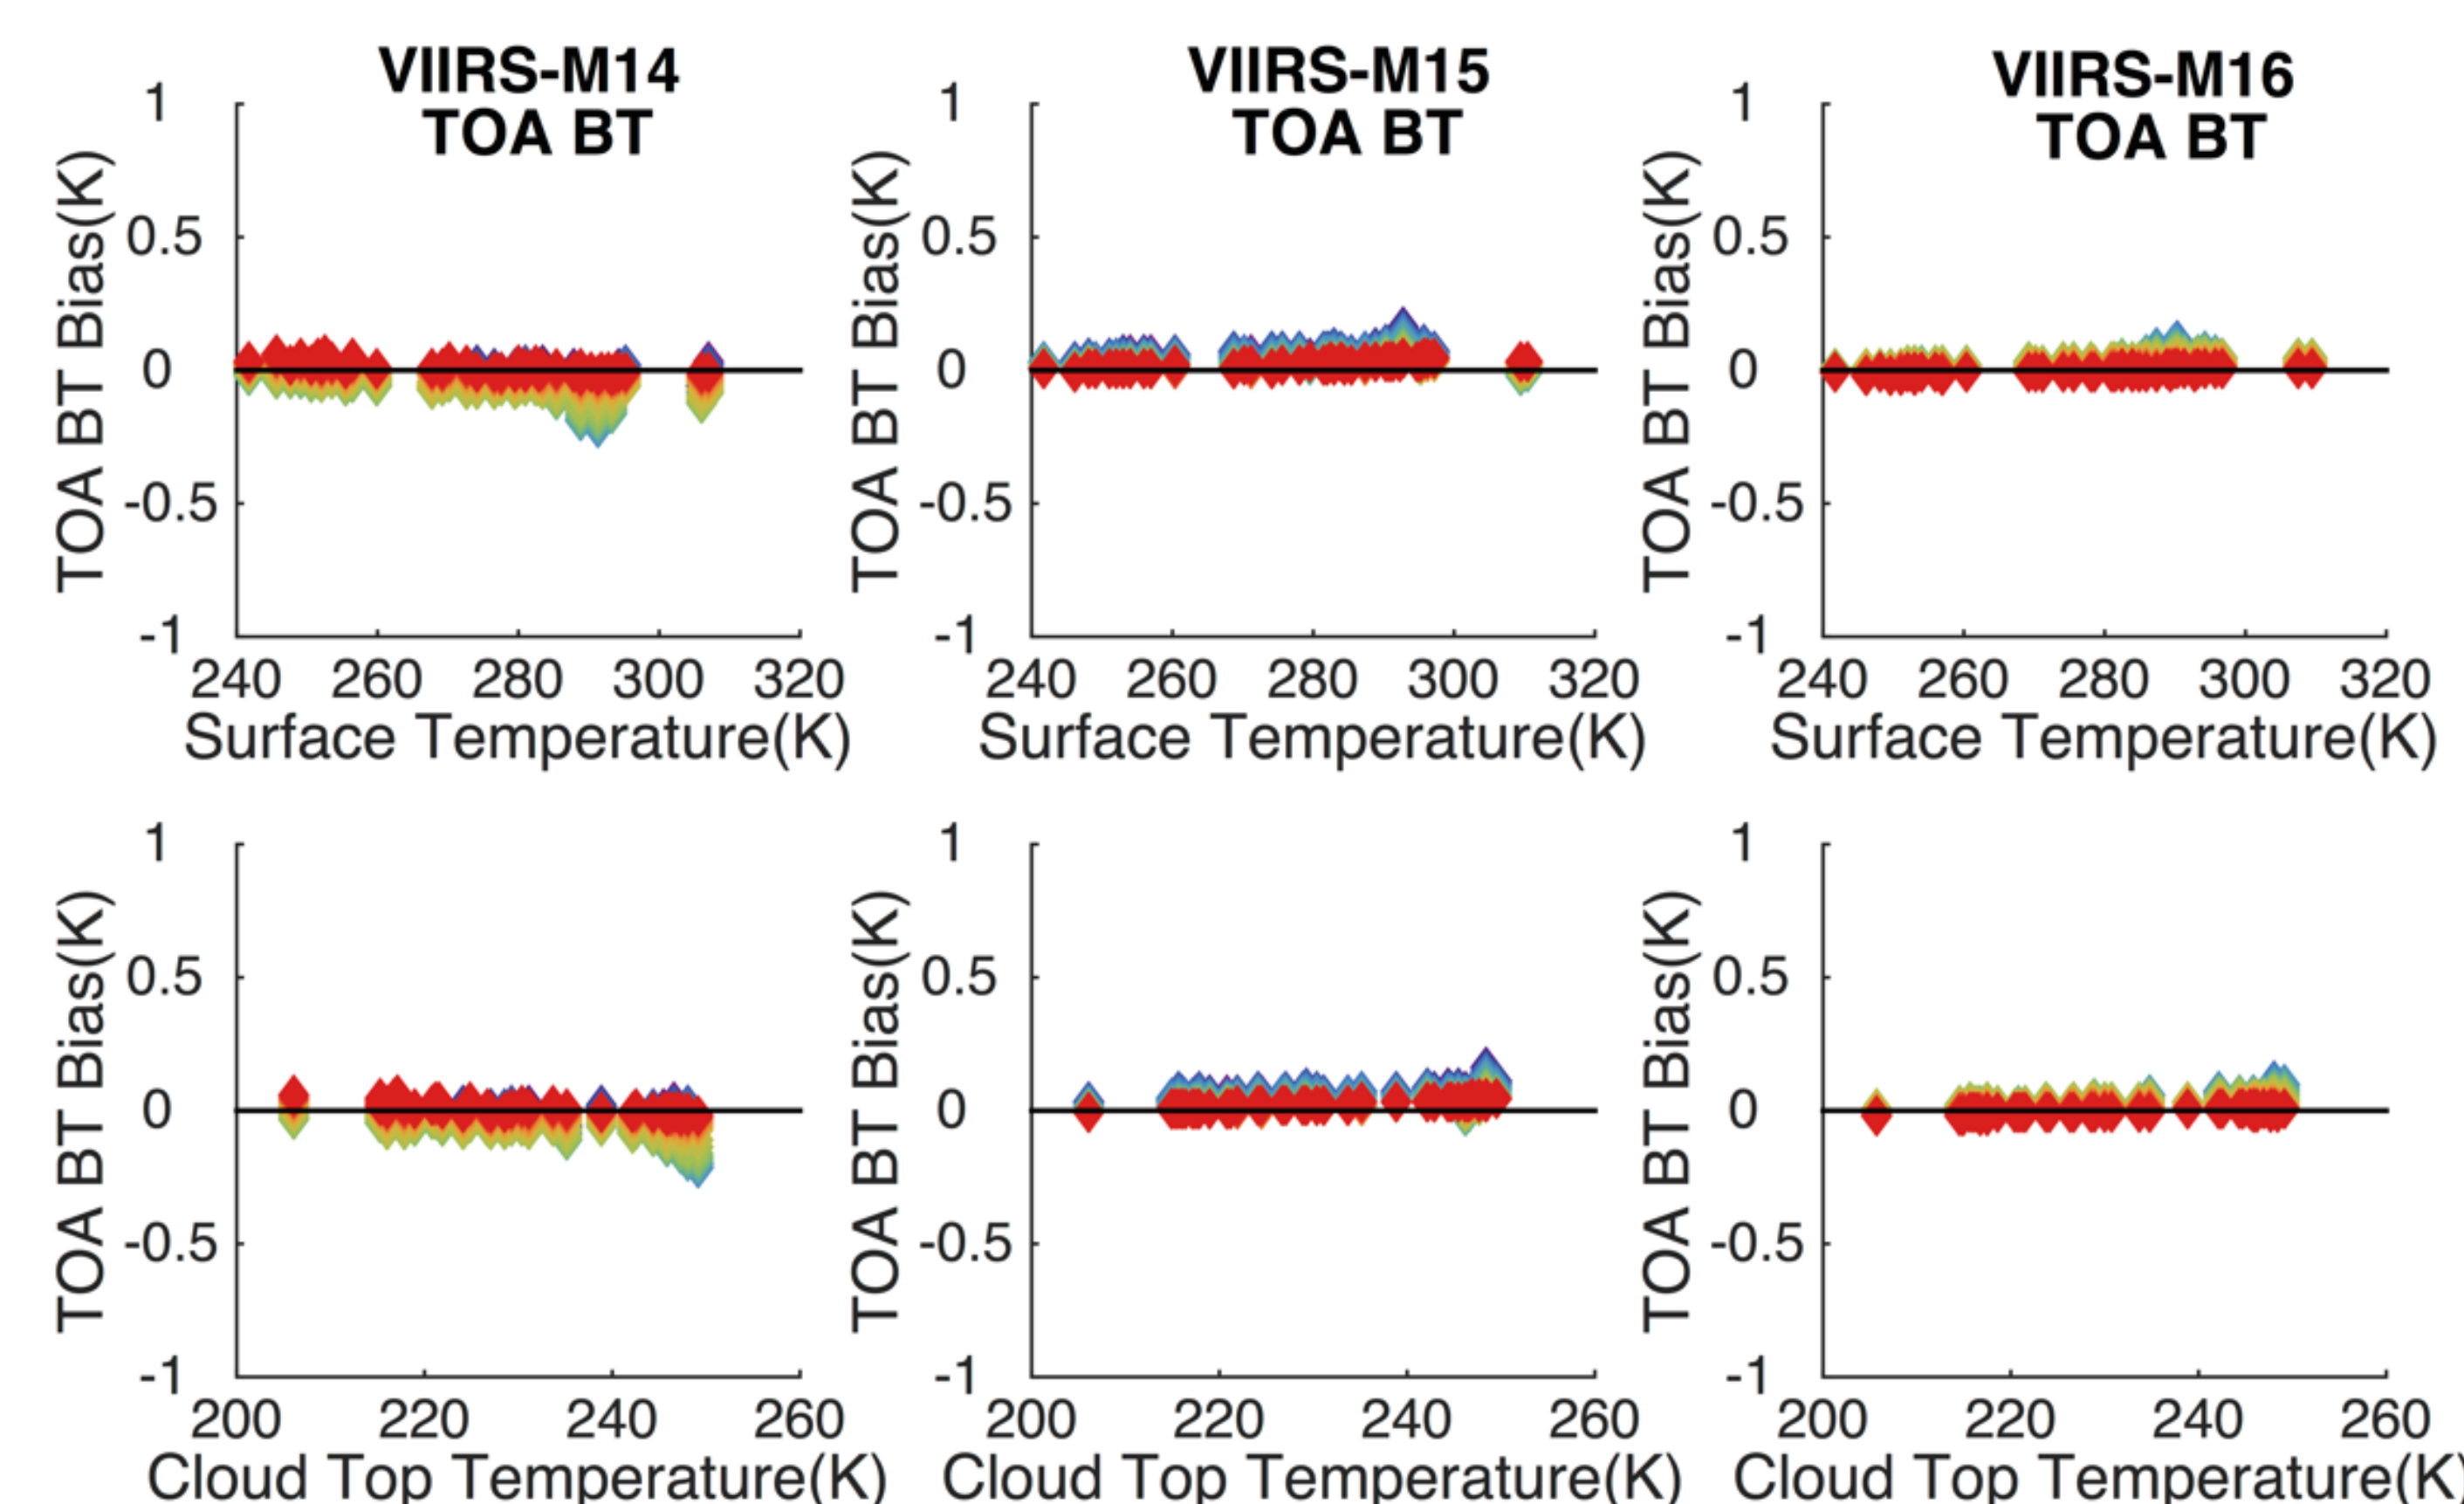 VIIRS-M14
TOA BT
VIIRS-M15
TOA BT
VIIRS-M16
TOA BT
TOA BT Bias(K)
1
0.5
0
-0.5
-1
240 260 280 300 320
Surface Temperature(K)
TOA BT Bias(K)
1
0.5
0
-0.5
-1
240 260 280 300 320
Surface Temperature(K)
TOA BT Bias(K)
1
0.5
0
-0.5
-1
240 260 280 300 320
Surface Temperature(K)
TOA BT Bias(K)
1
0.5
0
-0.5
-1
200 220 240 260
Cloud Top Temperature(K)
TOA BT Bias(K)
1
0.5
0
-0.5
-1
200 220 240 260
Cloud Top Temperature(K)
TOA BT Bias(K)
1
0.5
0
-0.5
-1
200 220 240 260
Cloud Top Temperature(K)